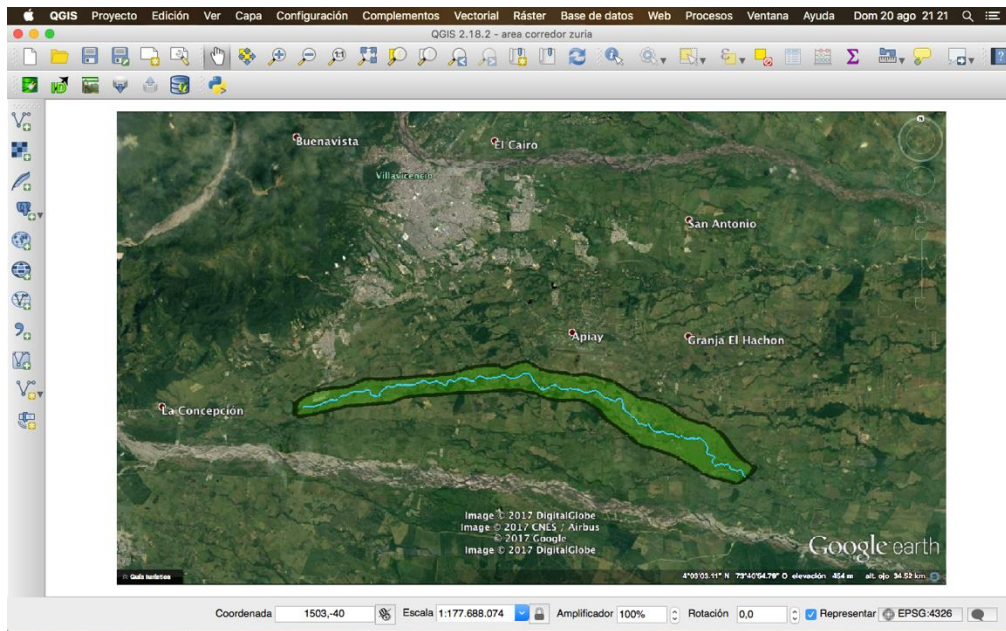 QGIS Proyecto Edición Ver Capa Configuración Complementos Vectorial Ráster Base de datos Web Procesos Ventana Ayuda Dom 20 ago 21 21
QGIS 2.18.2 - area corredor zuría
Buenavista
El Cairo
Villavicencio
San Antonio
Apiay
Granja El Hachon
La Concepción
Image © 2017 DigitalGlobe
Image © 2017 CNES / Airbus
© 2017 Google
Image © 2017 DigitalGlobe
Google earth
Guía turística
4°03'03.11" N 73°40'54.79" O elevación 454 m alt. ojo 34.52 km
Coordenada 1503,-40 Escala 1:177.688.074 Amplificador 100% Rotación 0,0 Representar EPSG:4326